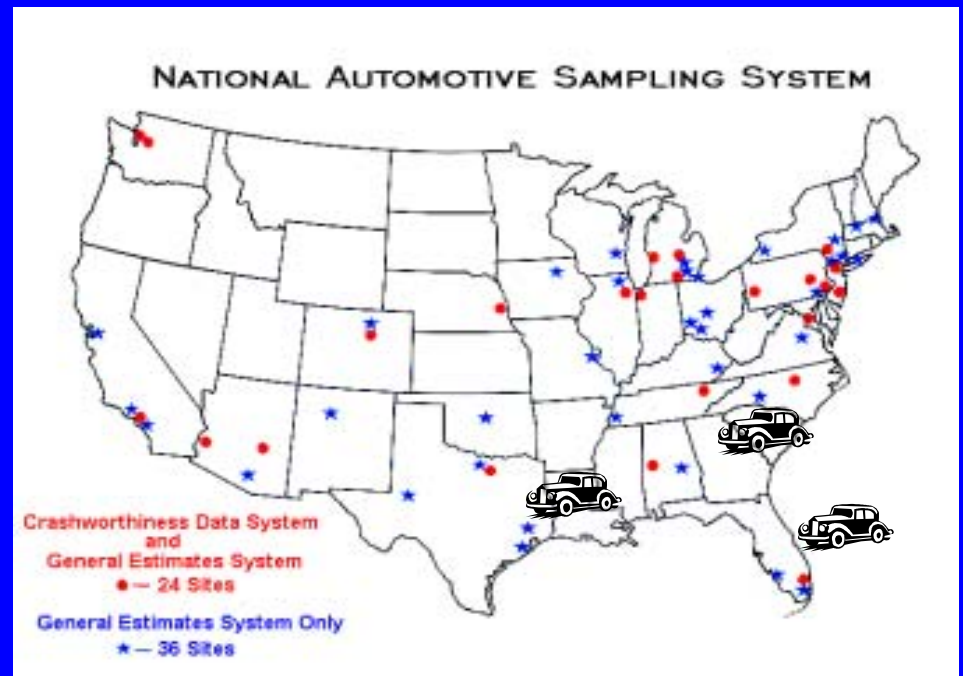 NATIONAL AUTOMOTIVE SAMPLING SYSTEM
Crashworthiness Data System
and
General Estimates System
● — 24 Sites
General Estimates System Only
★ — 36 Sites